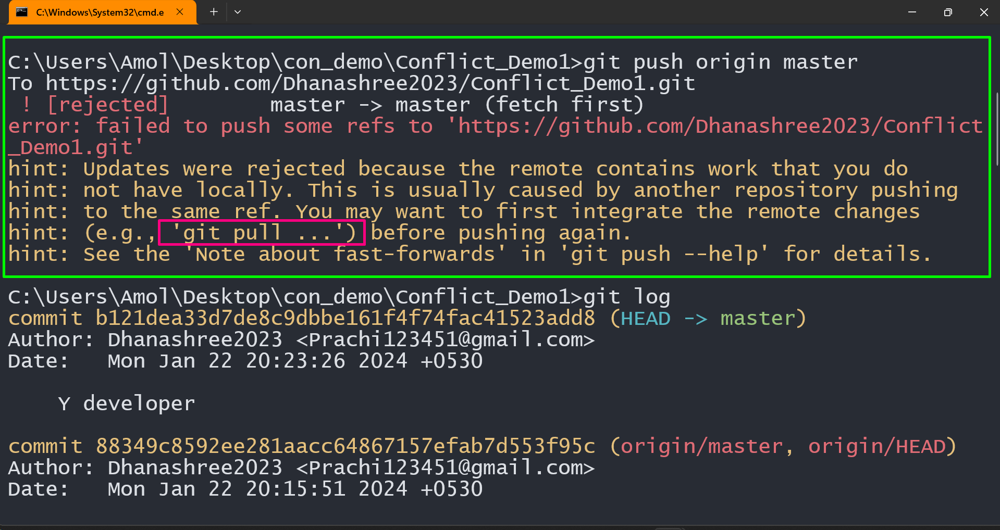 C:\Windows\System32\cmd.e
C:\Users\Amol\Desktop\con_demo\Conflict_Demo1>git push origin master
To https://github.com/Dhanashree2023/Conflict_Demo1.git
 ! [rejected]        master -> master (fetch first)
error: failed to push some refs to 'https://github.com/Dhanashree2023/Conflict
_Demo1.git'
hint: Updates were rejected because the remote contains work that you do
hint: not have locally. This is usually caused by another repository pushing
hint: to the same ref. You may want to first integrate the remote changes
hint: (e.g., 'git pull ...') before pushing again.
hint: See the 'Note about fast-forwards' in 'git push --help' for details.
C:\Users\Amol\Desktop\con_demo\Conflict_Demo1>git log
commit b121dea33d7de8c9dbbe161f4f74fac41523add8 (HEAD -> master)
Author: Dhanashree2023 <Prachi123451@gmail.com>
Date:   Mon Jan 22 20:23:26 2024 +0530
    Y developer
commit 88349c8592ee281aacc64867157efab7d553f95c (origin/master, origin/HEAD)
Author: Dhanashree2023 <Prachi123451@gmail.com>
Date:   Mon Jan 22 20:15:51 2024 +0530